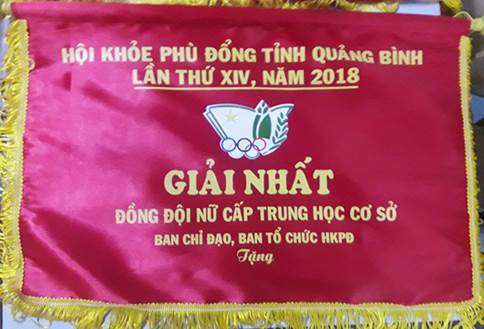 HỘI KHỎE PHÙ ĐỔNG TỈNH QUẢNG BÌNH
LẦN THỨ XIV, NĂM 2018
GIẢI NHẤT
ĐỒNG ĐỘI NỮ CẤP TRUNG HỌC CƠ SỞ
BAN CHỈ ĐẠO, BAN TỔ CHỨC HKPĐ
Tặng